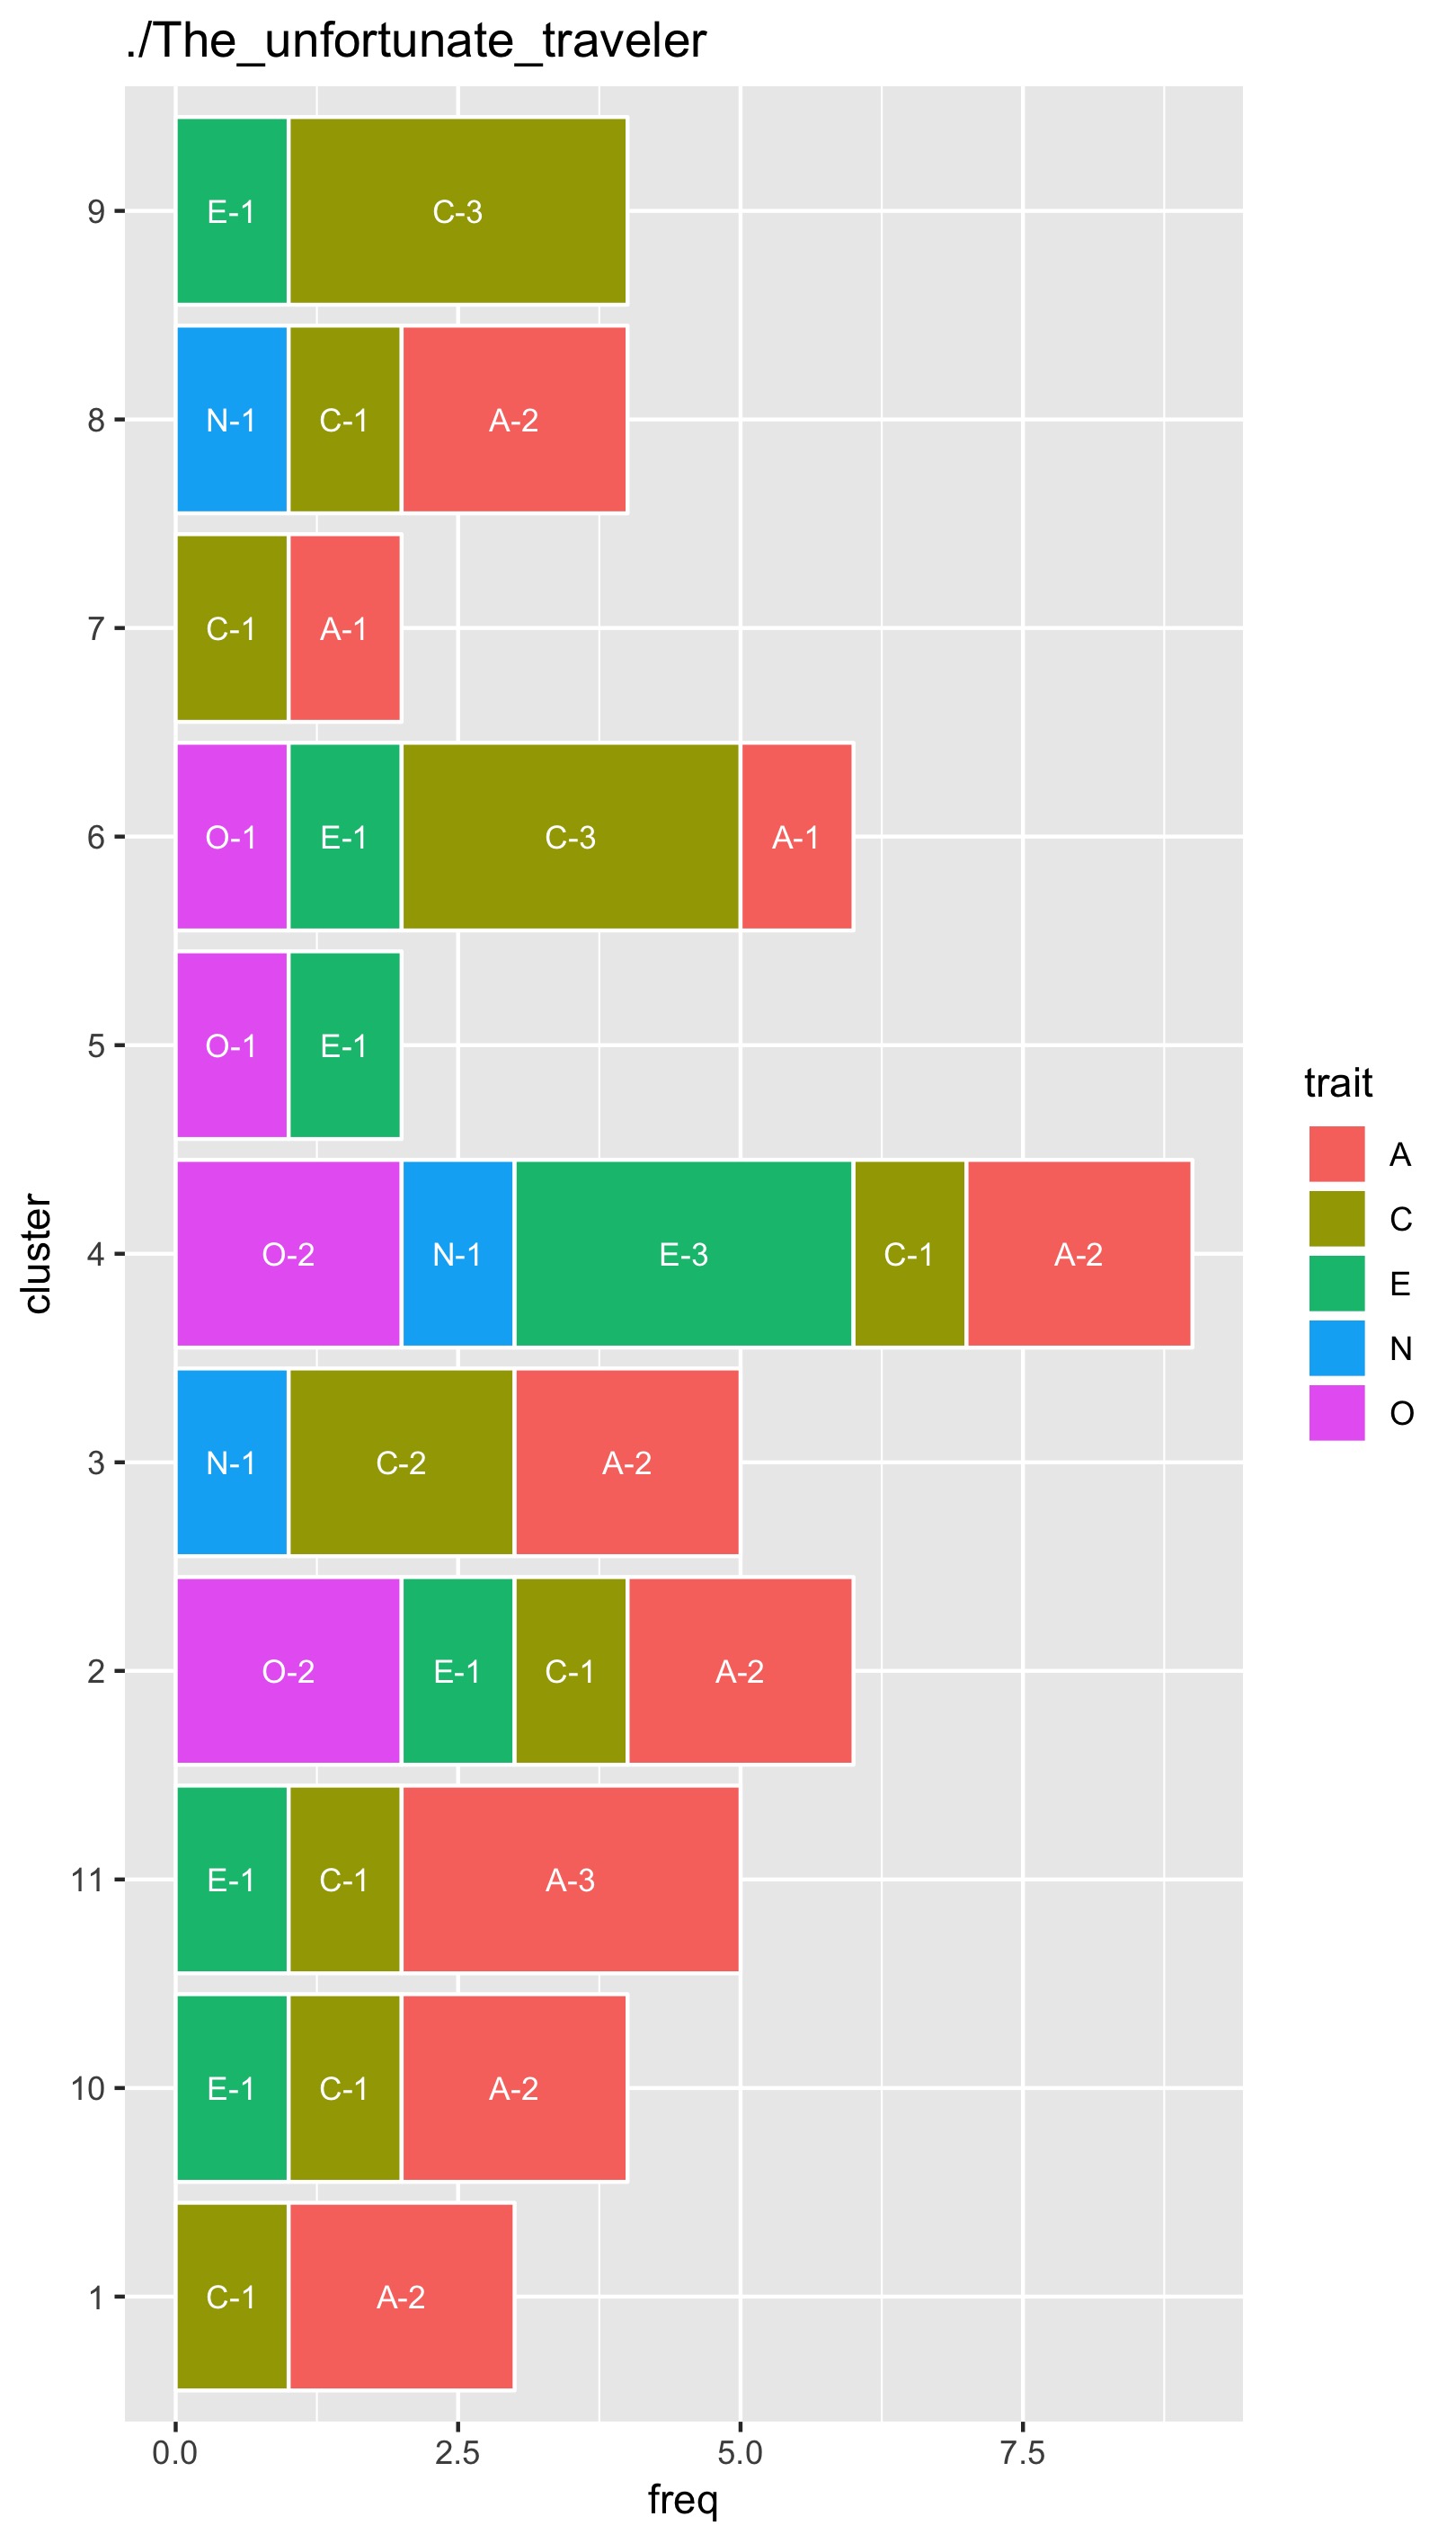 ./The_unfortunate_traveler
9
E-1 C-3
8
N-1 C-1 A-2
7
C-1 A-1
6
O-1 E-1 C-3 A-1
5
O-1 E-1
4
O-2 N-1 E-3 C-1 A-2
3
N-1 C-2 A-2
2
O-2 E-1 C-1 A-2
11
E-1 C-1 A-3
10
E-1 C-1 A-2
1
C-1 A-2
cluster
0.0 2.5 5.0 7.5
freq
trait
A
C
E
N
O